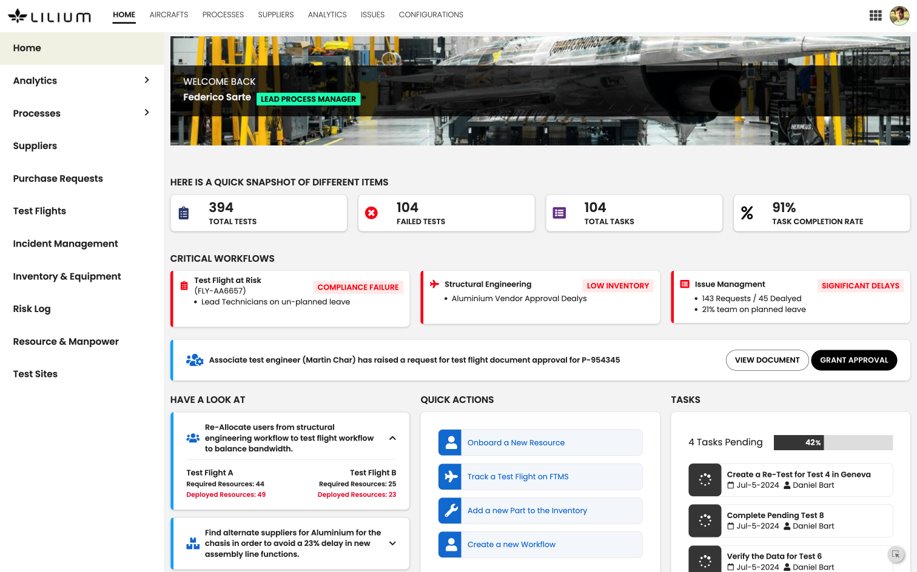 LILIUM
HOME AIRCRAFTS PROCESSES SUPPLIERS ANALYTICS ISSUES CONFIGURATIONS
Home
Analytics
Processes
Suppliers
Purchase Requests
Test Flights
Incident Management
Inventory & Equipment
Risk Log
Resource & Manpower
Test Sites
WELCOME BACK
Federico Sarte LEAD PROCESS MANAGER
HERE IS A QUICK SNAPSHOT OF DIFFERENT ITEMS
394
TOTAL TESTS
104
FAILED TESTS
104
TOTAL TASKS
91%
TASK COMPLETION RATE
CRITICAL WORKFLOWS
Test Flight at Risk
(FLY-AA6657)
COMPLIANCE FAILURE
• Lead Technicians on un-planned leave
Structural Engineering
LOW INVENTORY
• Aluminium Vendor Approval Dealys
Issue Managment
SIGNIFICANT DELAYS
• 143 Requests / 45 Dealyed
• 21% team on planned leave
Associate test engineer (Martin Char) has raised a request for test flight document approval for P-954345
VIEW DOCUMENT
GRANT APPROVAL
HAVE A LOOK AT
Re-Allocate users from structural
engineering workflow to test flight workflow
to balance bandwidth.
Test Flight A
Required Resources: 44
Deployed Resources: 49
Test Flight B
Required Resources: 25
Deployed Resources: 23
Find alternate suppliers for Aluminium for the
chasis in order to avoid a 23% delay in new
assembly line functions.
QUICK ACTIONS
Onboard a New Resource
Track a Test Flight on FTMS
Add a new Part to the Inventory
Create a new Workflow
TASKS
4 Tasks Pending 42%
Create a Re-Test for Test 4 in Geneva
Jul-5-2024 Daniel Bart
Complete Pending Test 8
Jul-5-2024 Daniel Bart
Verify the Data for Test 6
Jul-5-2024 Daniel Bart